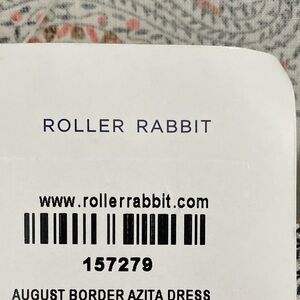 ROLLER RABBIT
www.rollerrabbit.com
157279
AUGUST BORDER AZITA DRESS